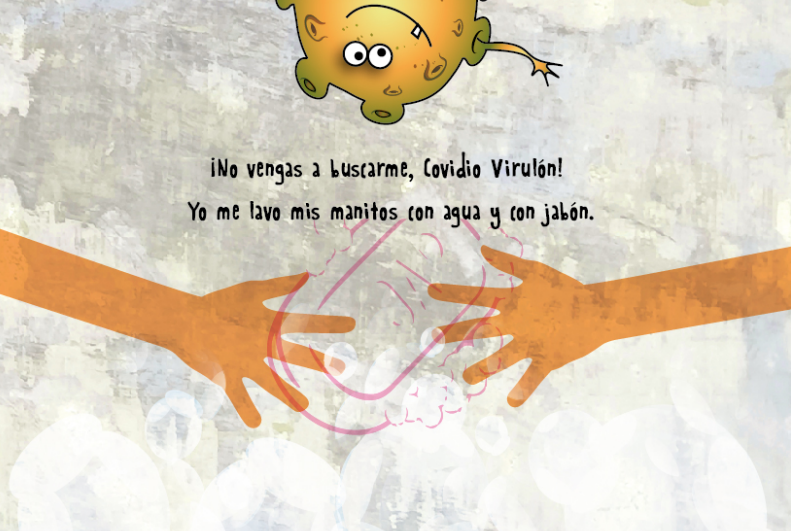 ¡No vengas a buscarme, Covidio Virulón!
Yo me lavo mis manitos con agua y con jabón.